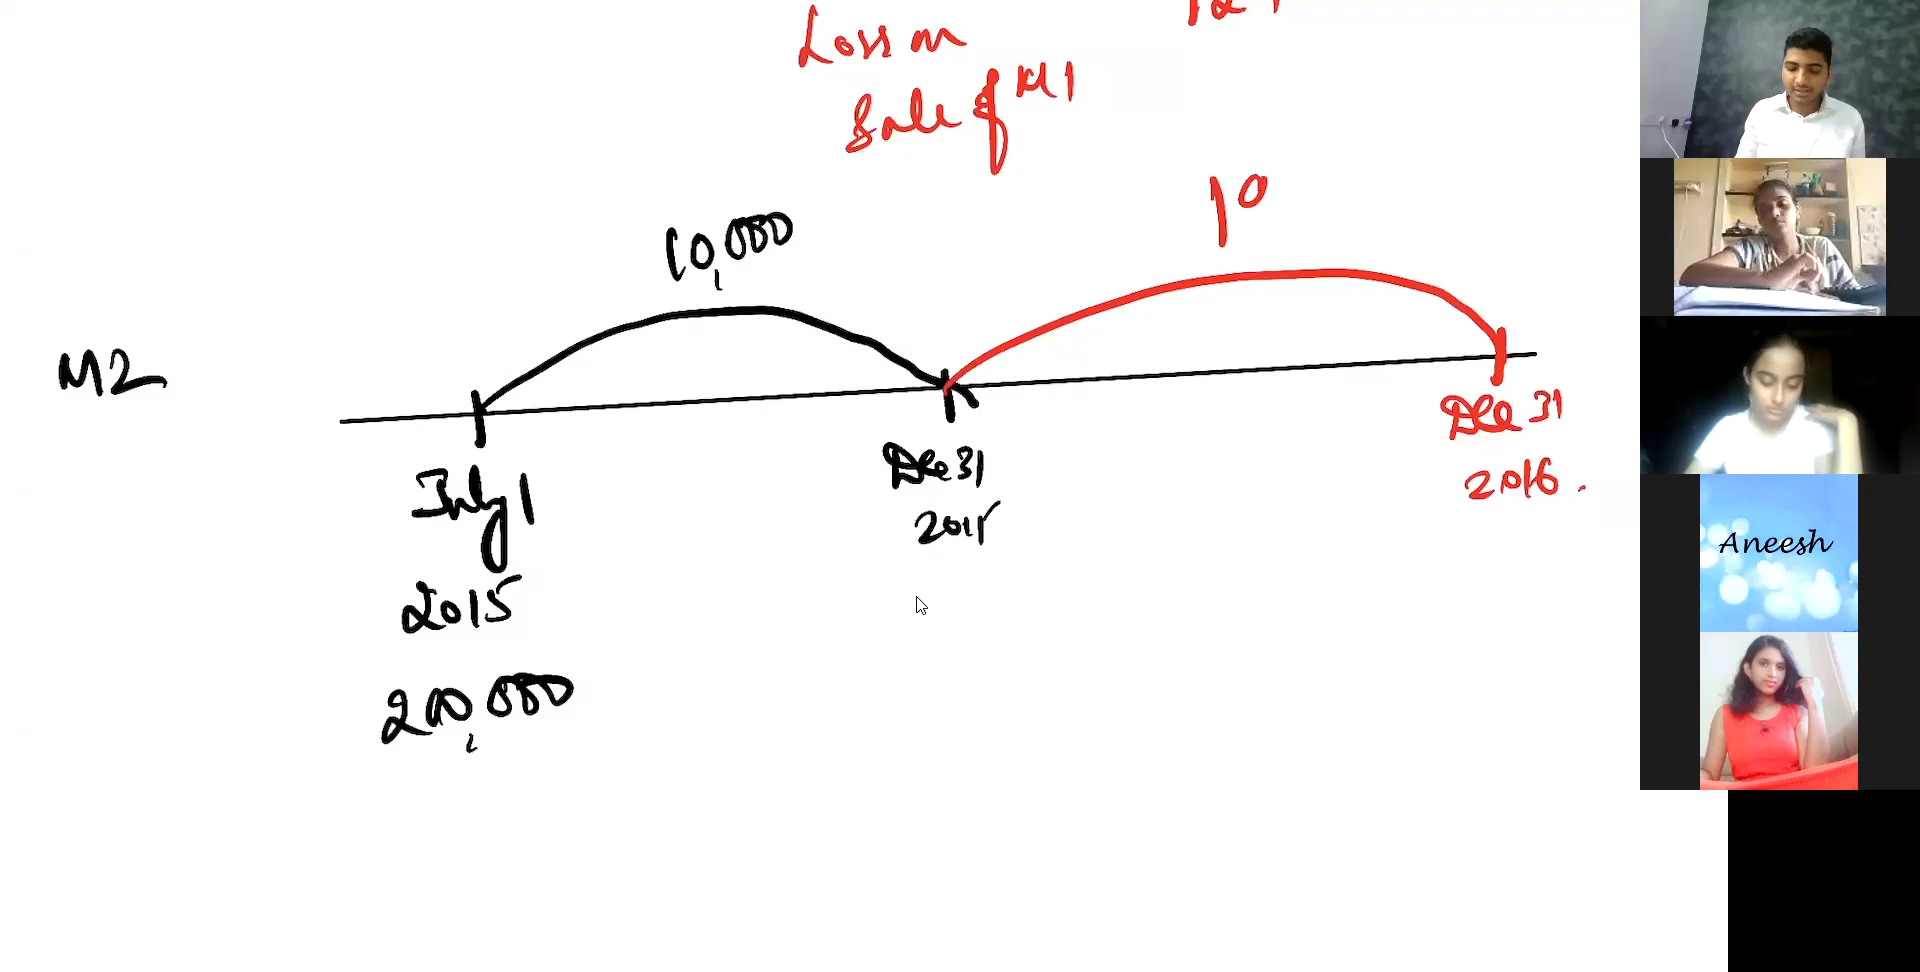 Loss on
Sale of M1
10
10,000
M2
July 1
2015
200,000
Dec 31
2015
Dec 31
2016.
Aneesh